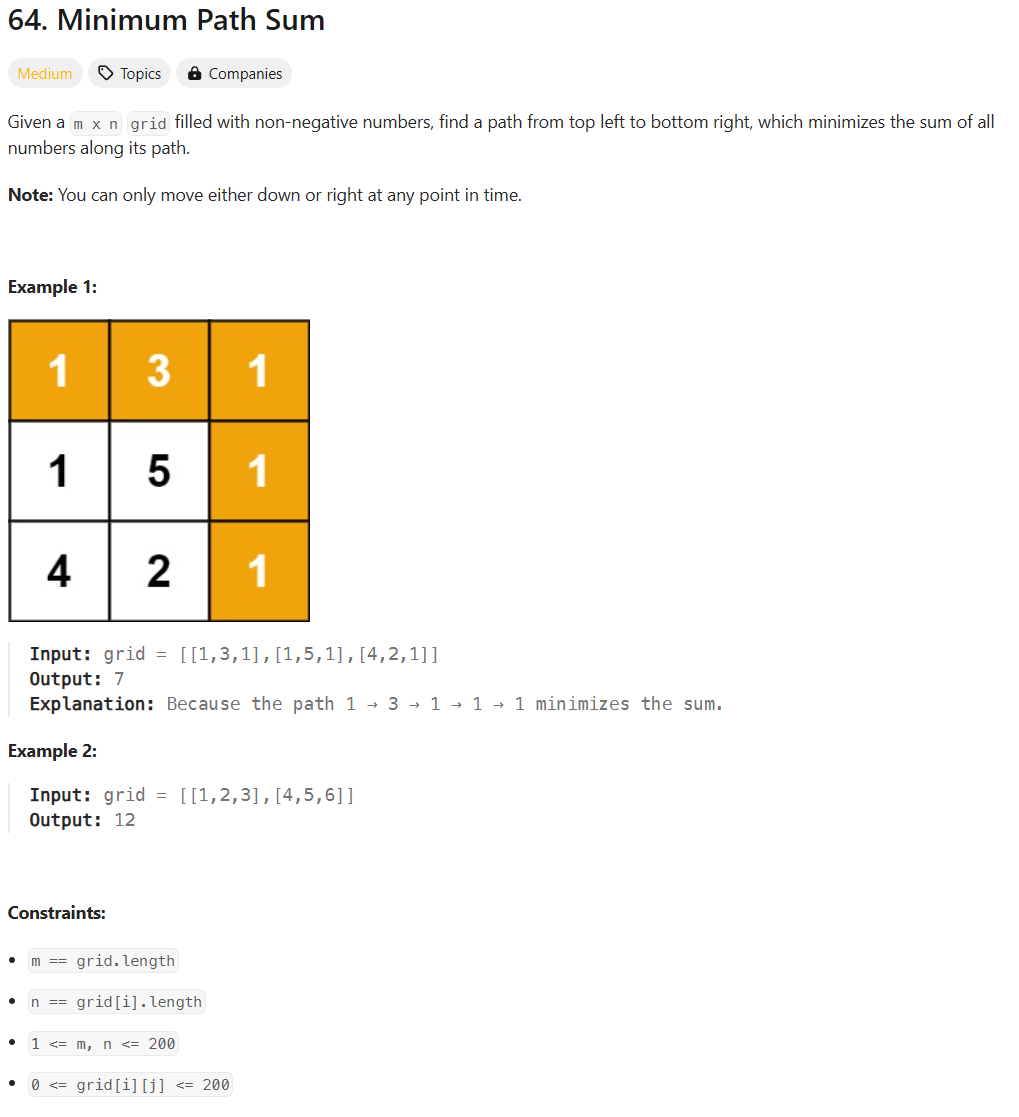 64. Minimum Path Sum
Medium Topics Companies
Given a m x n grid filled with non-negative numbers, find a path from top left to bottom right, which minimizes the sum of all
numbers along its path.
Note: You can only move either down or right at any point in time.
Example 1:
1 3 1
1 5 1
4 2 1
Input: grid = [[1,3,1],[1,5,1],[4,2,1]]
Output: 7
Explanation: Because the path 1 → 3 → 1 → 1 → 1 minimizes the sum.
Example 2:
Input: grid = [[1,2,3],[4,5,6]]
Output: 12
Constraints:
• m == grid.length
• n == grid[i].length
• 1 <= m, n <= 200
• 0 <= grid[i][j] <= 200